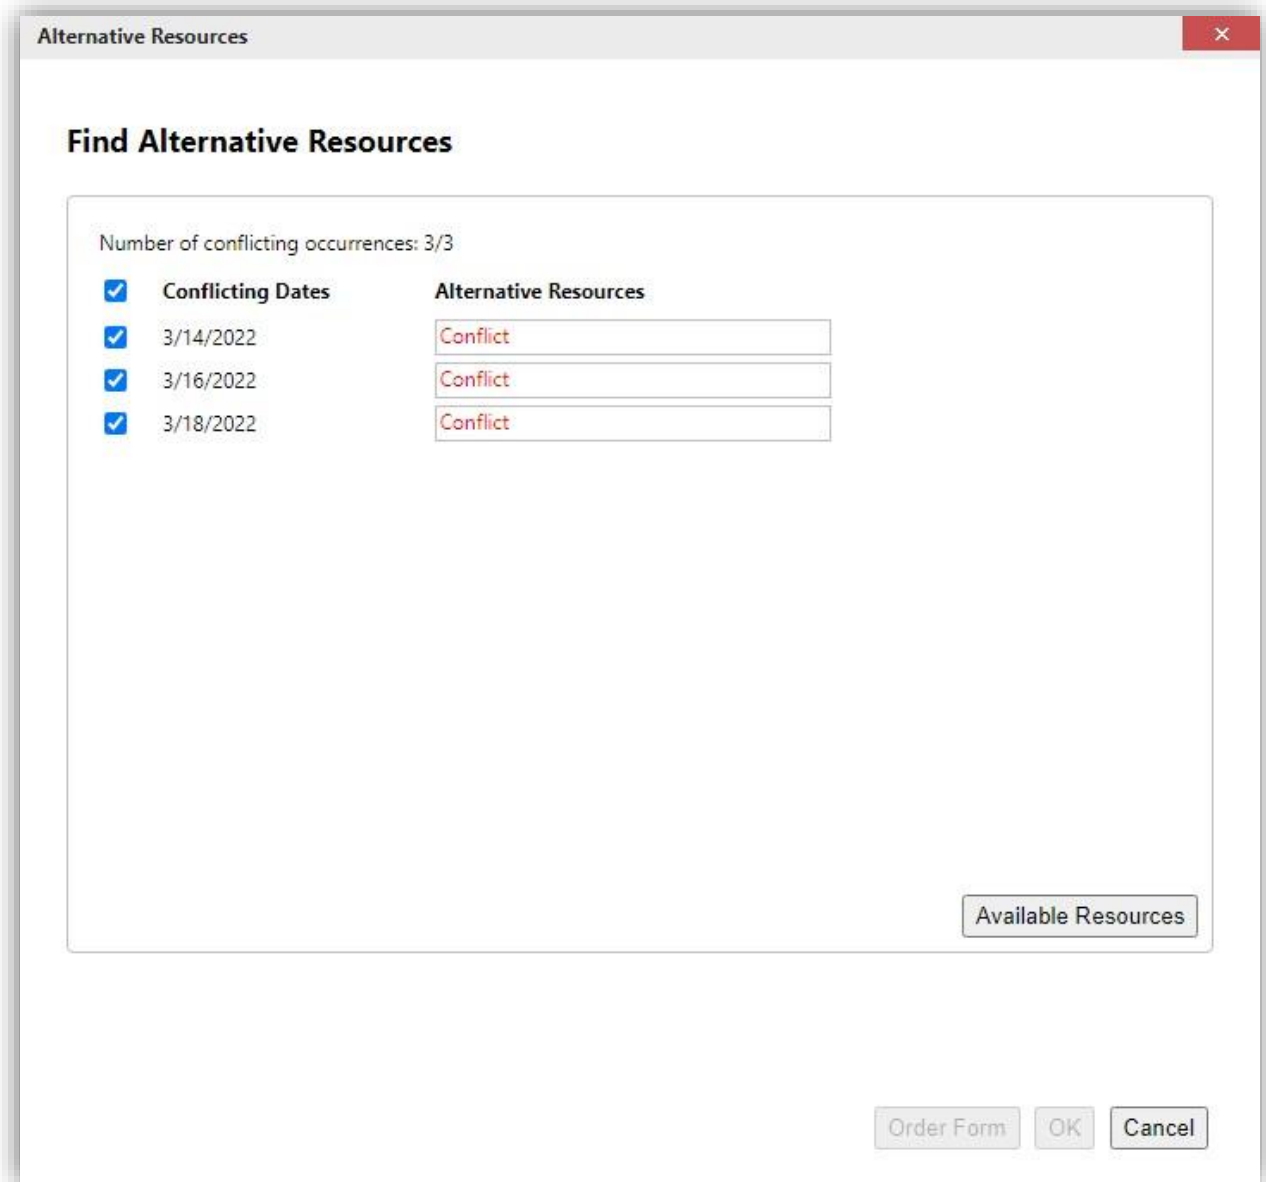 Alternative Resources ×
Find Alternative Resources
Number of conflicting occurrences: 3/3
Conflicting Dates Alternative Resources
3/14/2022 Conflict
3/16/2022 Conflict
3/18/2022 Conflict
Available Resources
Order Form OK Cancel